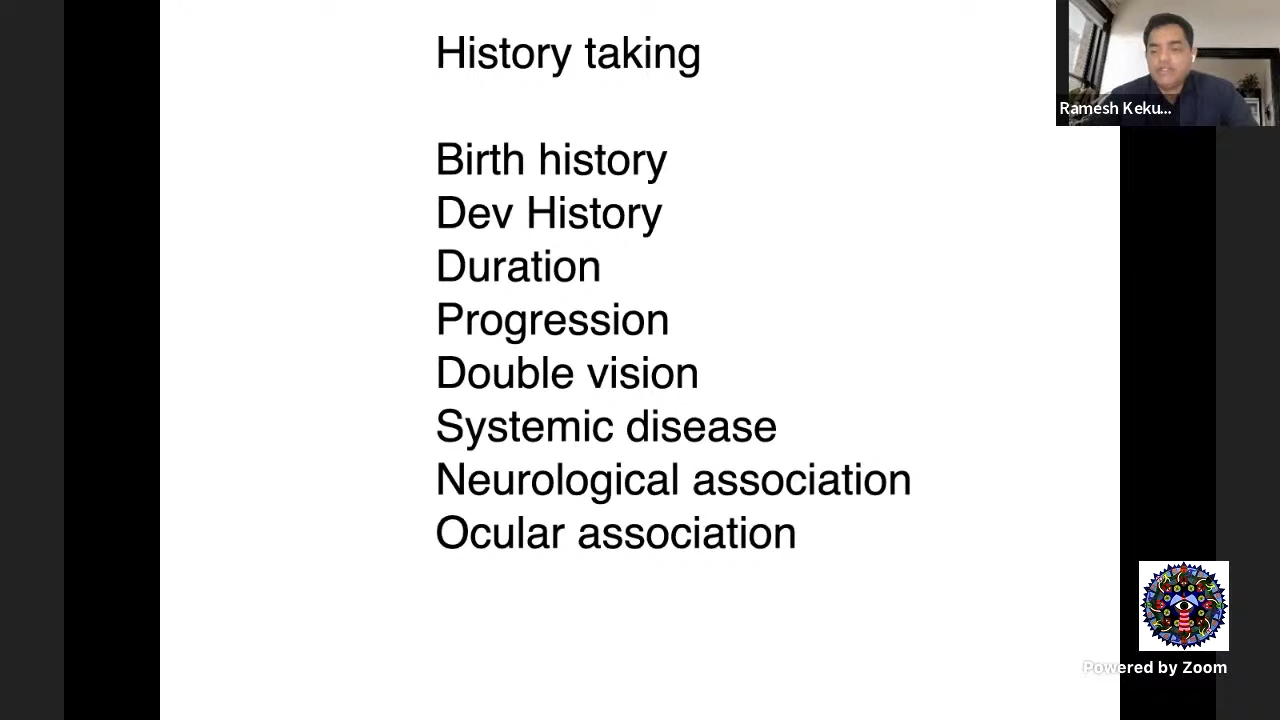 History taking
Birth history
Dev History
Duration
Progression
Double vision
Systemic disease
Neurological association
Ocular association
Ramesh Keku...
Powered by Zoom